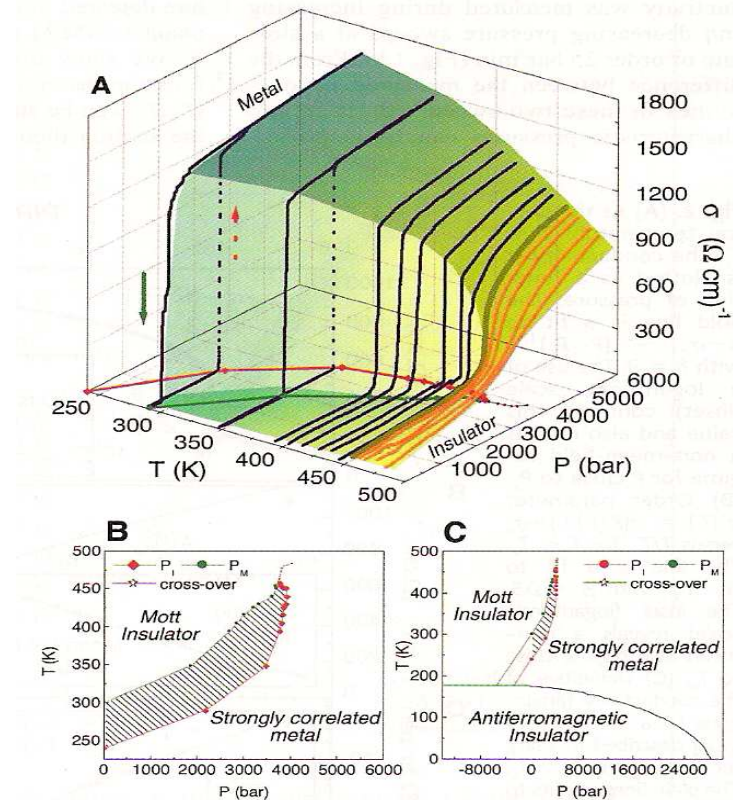 A
Metal
1800
1500
1200
900
600
300
σ (Ω cm)⁻¹
6000
5000
4000
3000
2000
1000
P (bar)
Insulator
250
300
350
400
450
500
T (K)
B
P_I P_M
cross-over
Mott
Insulator
Strongly correlated
metal
500
450
400
350
300
250
T (K)
0 1000 2000 3000 4000 5000 6000
P (bar)
C
P_I P_M
cross-over
Mott
Insulator
Strongly correlated
metal
Antiferromagnetic
Insulator
500
400
300
200
100
0
T (K)
-8000 0 8000 16000 24000
P (bar)